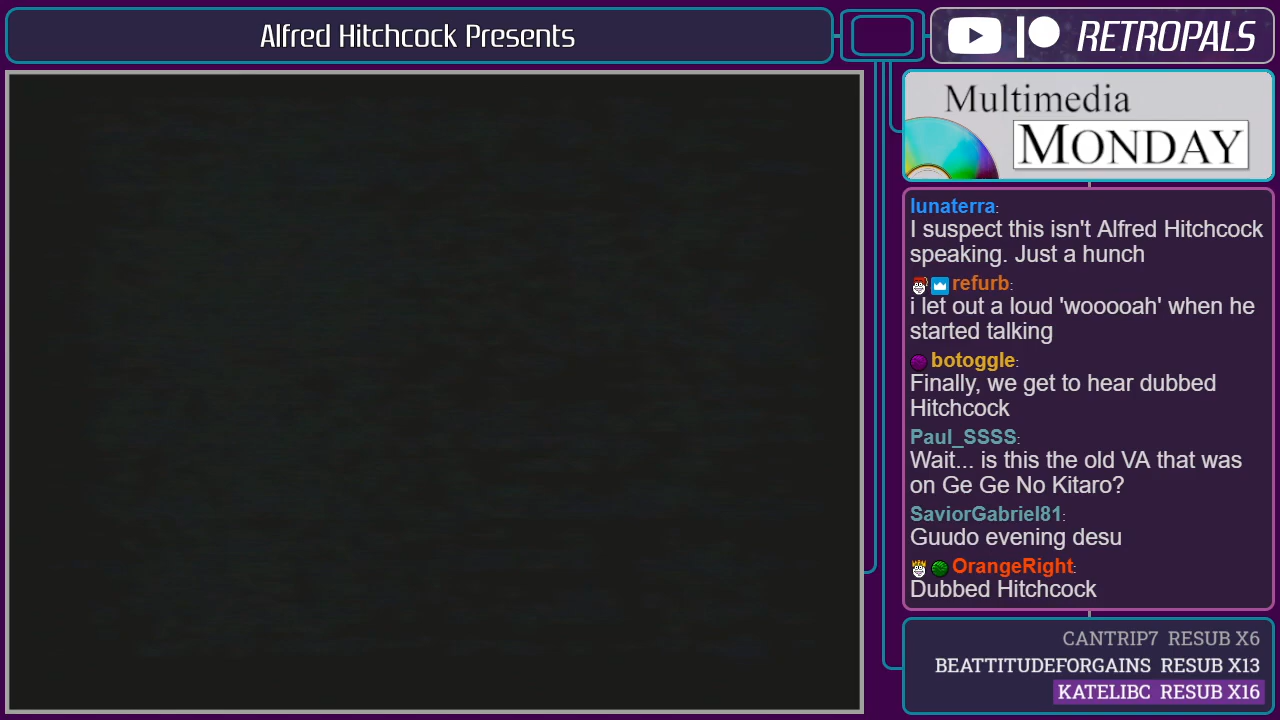 Alfred Hitchcock Presents
RETROPALS
Multimedia
MONDAY
lunaterra:
I suspect this isn't Alfred Hitchcock
speaking. Just a hunch
refurb:
i let out a loud 'wooooah' when he
started talking
botoggle:
Finally, we get to hear dubbed
Hitchcock
Paul_SSSS:
Wait... is this the old VA that was
on Ge Ge No Kitaro?
SaviorGabriel81:
Guudo evening desu
OrangeRight:
Dubbed Hitchcock
CANTRIP7 RESUB X6
BEATTITUDEFORGAINS RESUB X13
KATELIBC RESUB X16